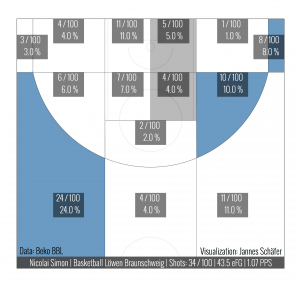 4 / 100
4.0 %
11 / 100
11.0 %
5 / 100
5.0 %
1 / 100
1.0 %
3 / 100
3.0 %
8 / 100
8.0 %
6 / 100
6.0 %
7 / 100
7.0 %
4 / 100
4.0 %
10 / 100
10.0 %
2 / 100
2.0 %
24 / 100
24.0 %
4 / 100
4.0 %
11 / 100
11.0 %
Data: Beko BBL
Visualization: Jannes Schäfer
Nicolai Simon | Basketball Löwen Braunschweig | Shots: 34 / 100 | 43.5 eFG | 1.07 PPS